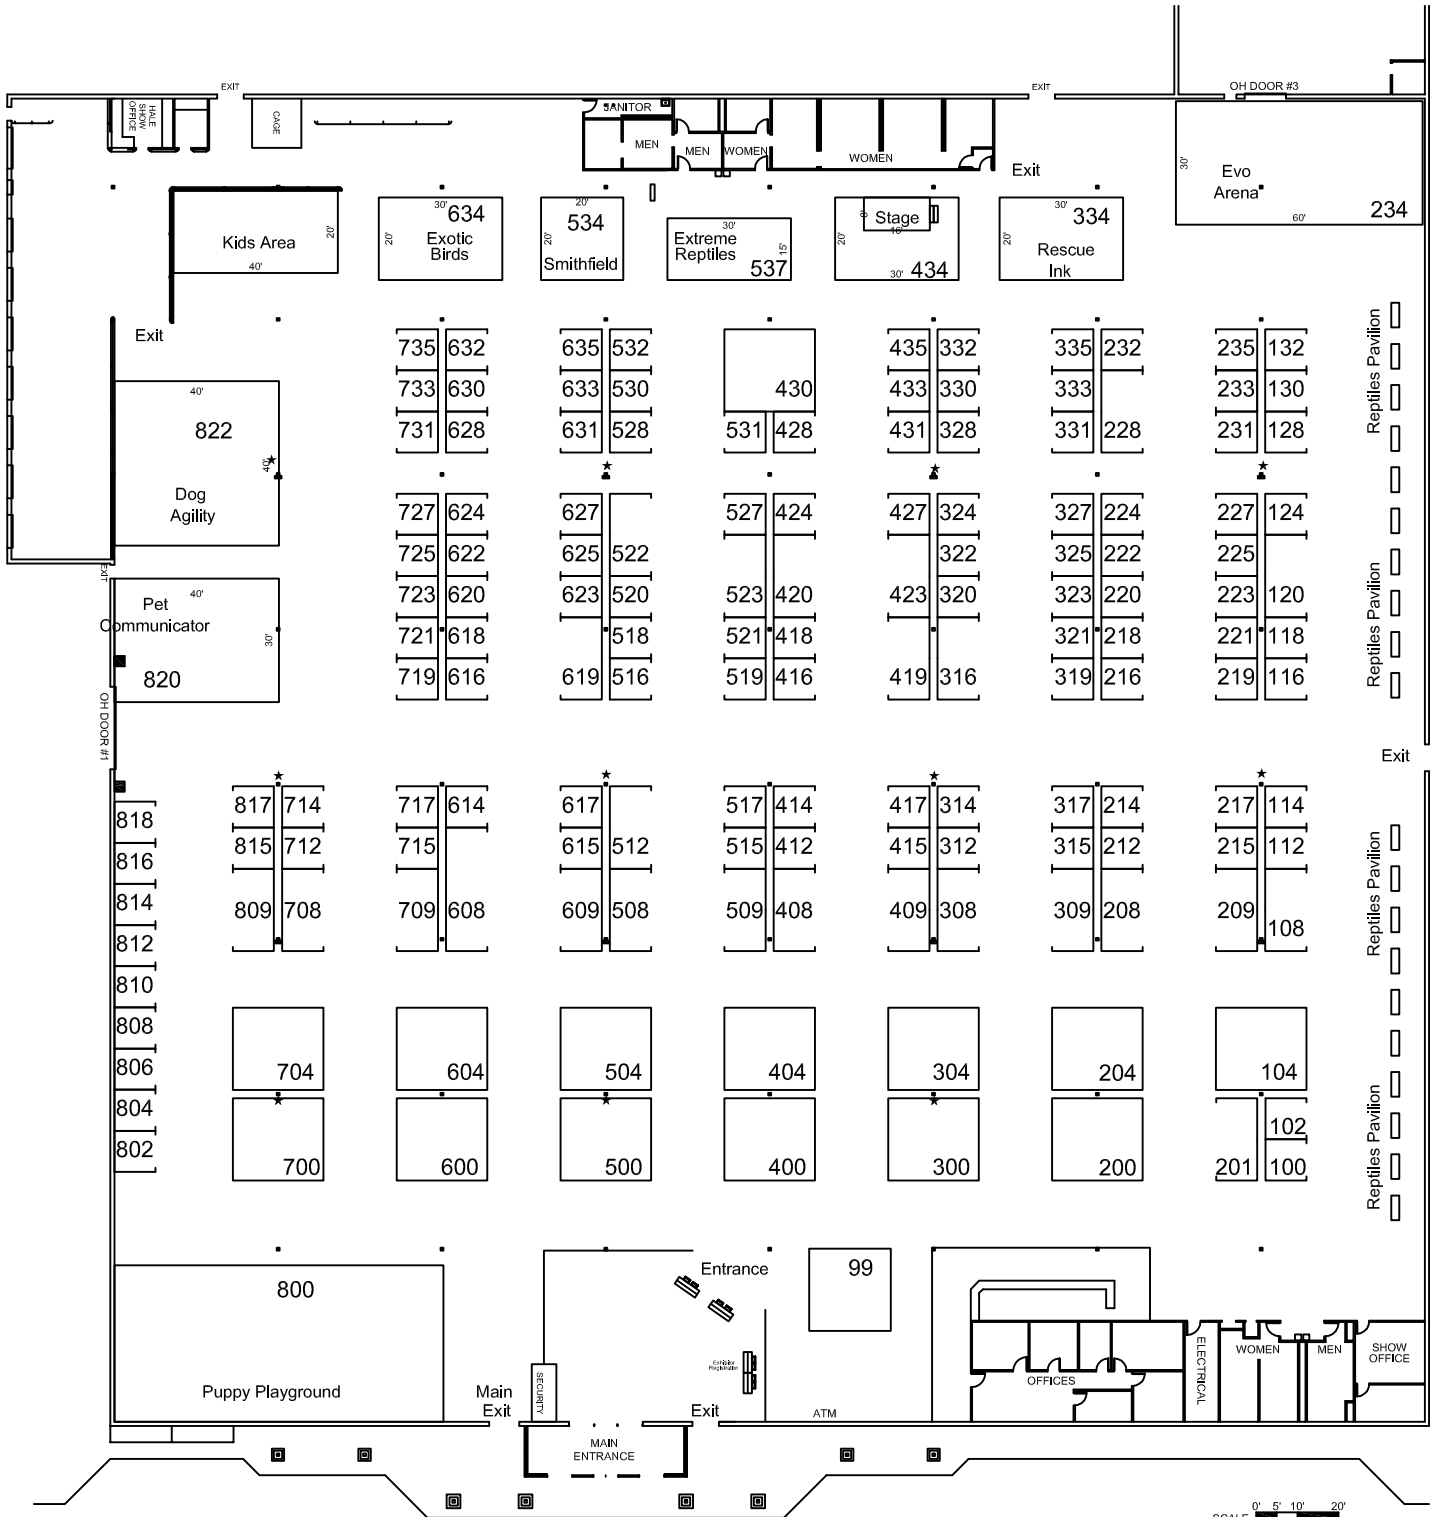 EXIT
EXIT
OH DOOR #3
HALE
SHOW
OFFICE
CAGE
JANITOR
MEN
MEN
WOMEN
WOMEN
Exit
30'
Evo
Arena
60'
234
Kids Area
20'
40'
30'
634
20'
Exotic
Birds
20'
534
20'
Smithfield
30'
Extreme
Reptiles
15'
537
Stage
20'
30'
434
30'
334
20'
Rescue
Ink
Exit
735 632 635 532 435 332 335 232 235 132
733 630 633 530 430 433 330 333 233 130
731 628 631 528 531 428 431 328 331 228 231 128
Reptiles Pavilion
40'
822
40'
Dog
Agility
727 624 627 527 424 427 324 327 224 227 124
725 622 625 522 322 325 222 225
723 620 623 520 523 420 423 320 323 220 223 120
721 618 518 521 418 321 218 221 118
719 616 619 516 519 416 419 316 319 216 219 116
Reptiles Pavilion
EXIT
40'
Pet
Communicator
30'
820
OH DOOR #1
Exit
817 714 717 614 617 517 414 417 314 317 214 217 114
815 712 715 615 512 515 412 415 312 315 212 215 112
809 708 709 608 609 508 509 408 409 308 309 208 209 108
Reptiles Pavilion
818
816
814
812
810
808
806
804
802
704 604 504 404 304 204 104
102
700 600 500 400 300 200 201 100
Reptiles Pavilion
800
Puppy Playground
Entrance
99
Exhibitor
Registration
Main
Exit
SECURITY
Exit
ATM
MAIN
ENTRANCE
OFFICES
ELECTRICAL
WOMEN
MEN
SHOW
OFFICE
0' 5' 10' 20'
SCALE